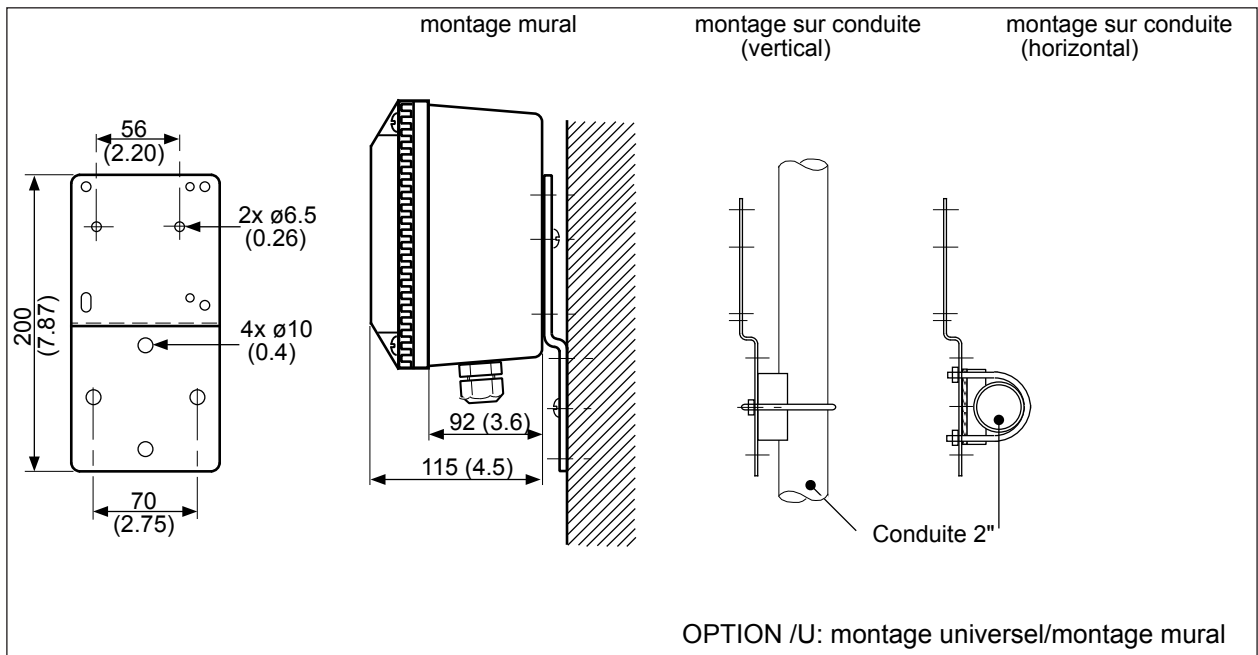 montage mural
montage sur conduite
(vertical)
montage sur conduite
(horizontal)
56
(2.20)
2x ø6.5
(0.26)
200
(7.87)
4x ø10
(0.4)
70
(2.75)
92 (3.6)
115 (4.5)
Conduite 2"
OPTION /U: montage universel/montage mural